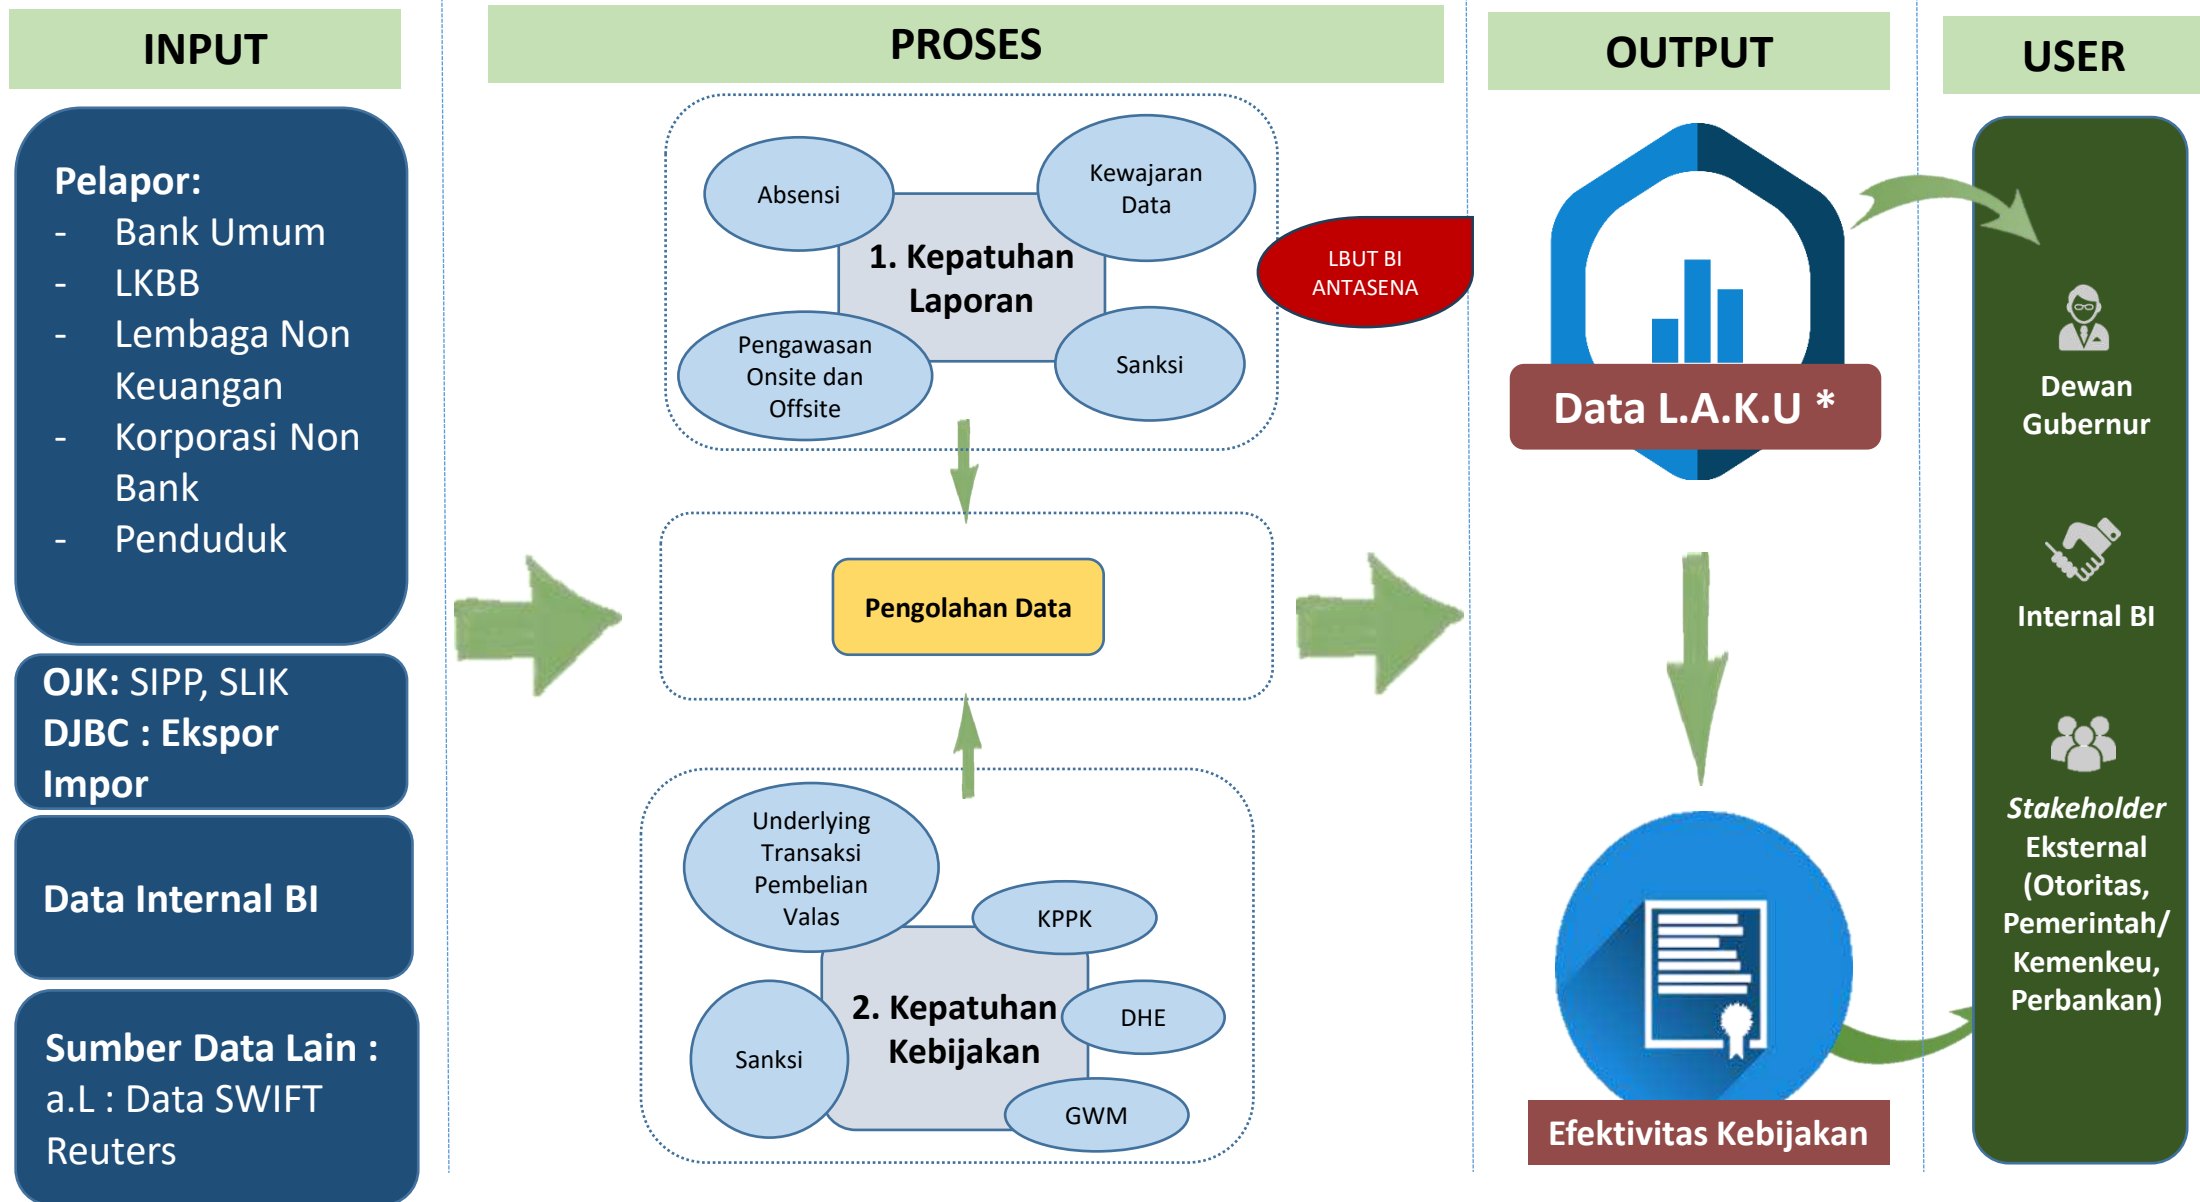 INPUT
Pelapor:
- Bank Umum
- LKBB
- Lembaga Non
Keuangan
- Korporasi Non
Bank
- Penduduk
OJK: SIPP, SLIK
DJBC : Ekspor
Impor
Data Internal BI
Sumber Data Lain :
a.L : Data SWIFT
Reuters
PROSES
Absensi
Kewajaran
Data
1. Kepatuhan
Laporan
Pengawasan
Onsite dan
Offsite
Sanksi
LBUT BI
ANTASENA
Pengolahan Data
Underlying
Transaksi
Pembelian
Valas
KPPK
2. Kepatuhan
Kebijakan
DHE
Sanksi
GWM
OUTPUT
Data L.A.K.U *
Efektivitas Kebijakan
USER
Dewan
Gubernur
Internal BI
Stakeholder
Eksternal
(Otoritas,
Pemerintah/
Kemenkeu,
Perbankan)